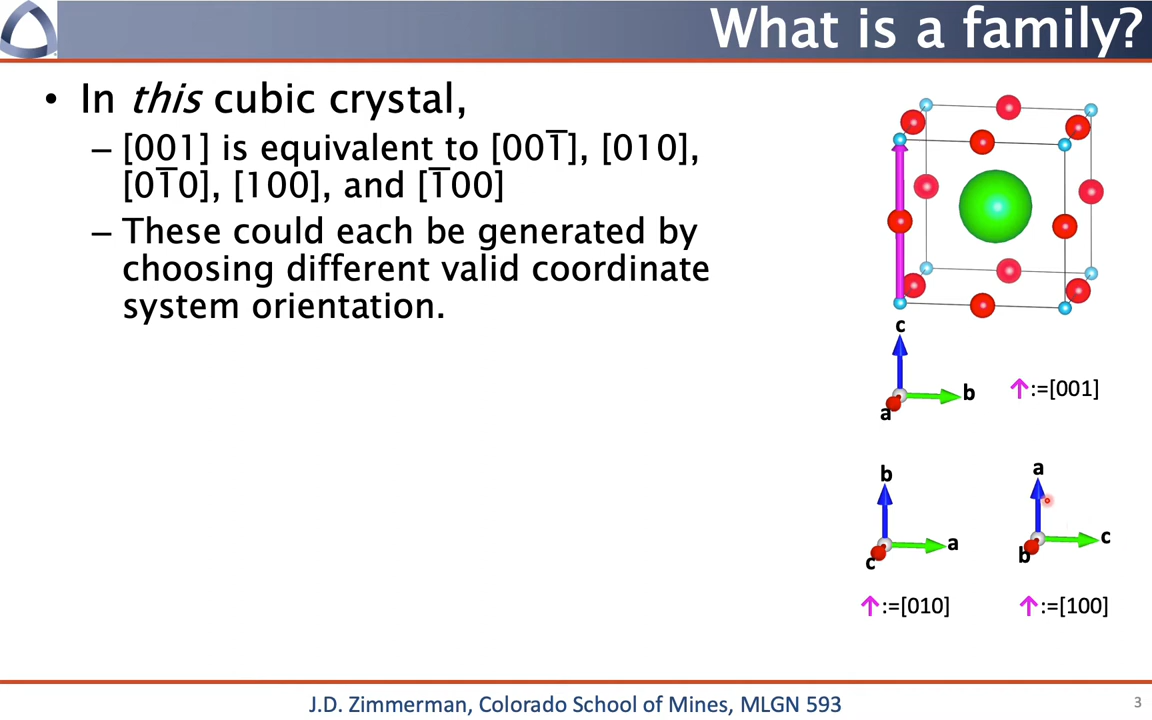 What is a family?
• In this cubic crystal,
– [001] is equivalent to [001̅], [010],
[01̅0], [100], and [1̅00]
– These could each be generated by
choosing different valid coordinate
system orientation.
c
b
a
↑:=[001]
b
a
c
↑:=[010]
a
c
b
↑:=[100]
J.D. Zimmerman, Colorado School of Mines, MLGN 593
3